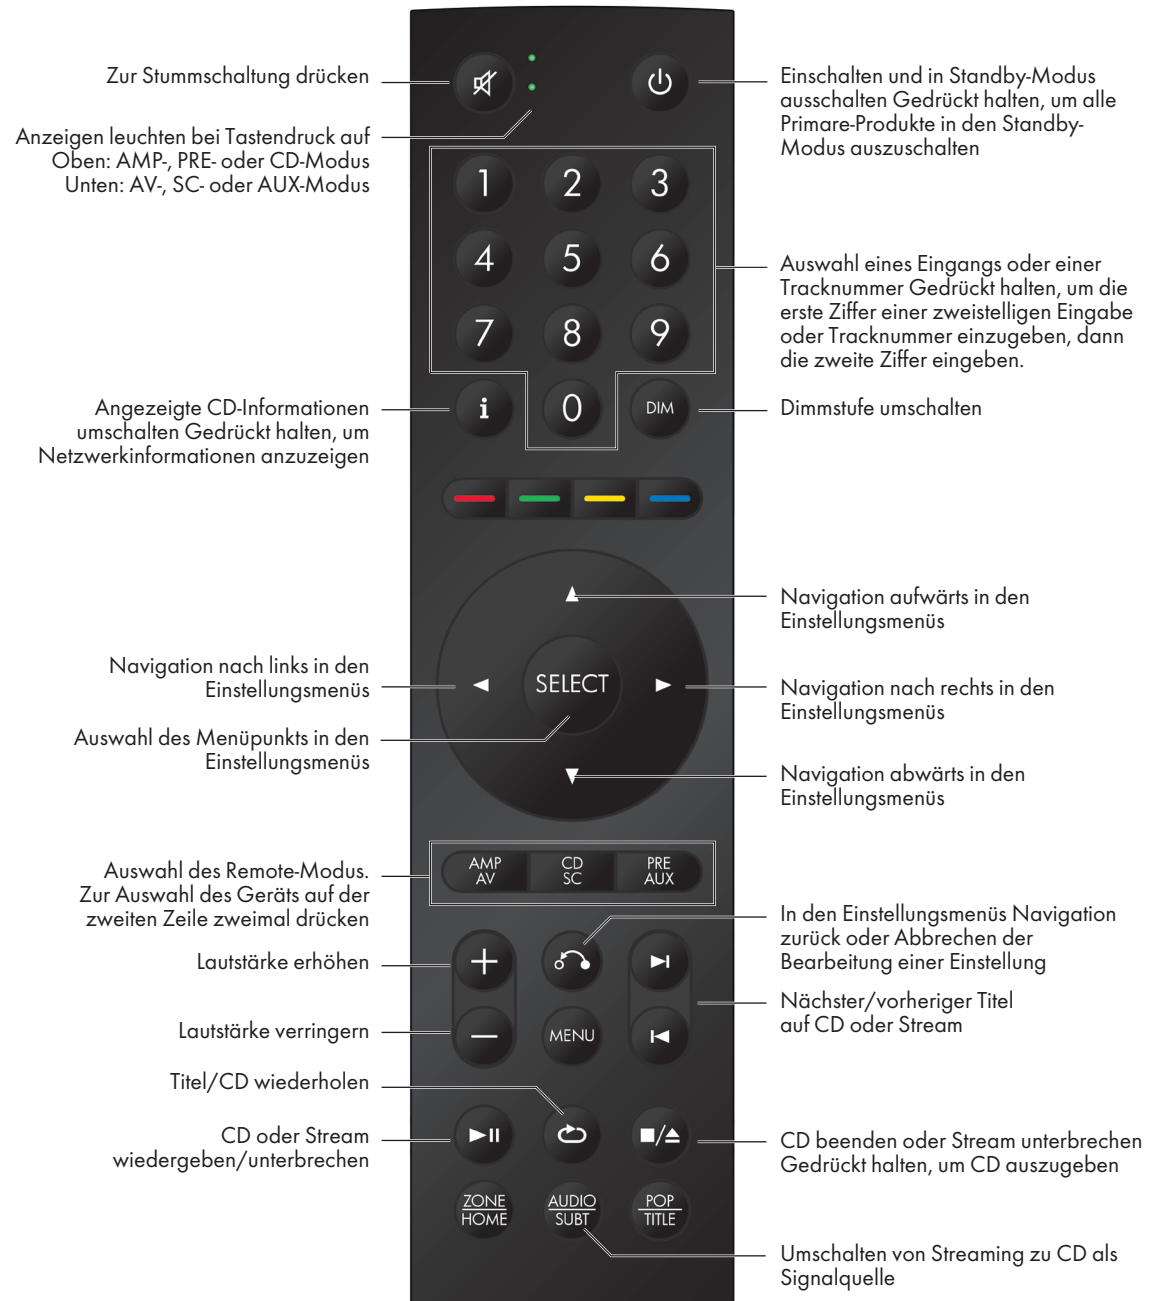 Zur Stummschaltung drücken
Einschalten und in Standby-Modus
ausschalten Gedrückt halten, um alle
Primare-Produkte in den Standby-
Modus auszuschalten
Anzeigen leuchten bei Tastendruck auf
Oben: AMP-, PRE- oder CD-Modus
Unten: AV-, SC- oder AUX-Modus
1 2 3
4 5 6
7 8 9
Auswahl eines Eingangs oder einer
Tracknummer Gedrückt halten, um die
erste Ziffer einer zweistelligen Eingabe
oder Tracknummer einzugeben, dann
die zweite Ziffer eingeben.
Angezeigte CD-Informationen
umschalten Gedrückt halten, um
Netzwerkinformationen anzuzeigen
i 0 DIM
Dimmstufe umschalten
Navigation aufwärts in den
Einstellungsmenüs
Navigation nach links in den
Einstellungsmenüs
SELECT
Navigation nach rechts in den
Einstellungsmenüs
Auswahl des Menüpunkts in den
Einstellungsmenüs
Navigation abwärts in den
Einstellungsmenüs
Auswahl des Remote-Modus.
Zur Auswahl des Geräts auf der
zweiten Zeile zweimal drücken
AMP CD PRE
AV SC AUX
In den Einstellungsmenüs Navigation
zurück oder Abbrechen der
Bearbeitung einer Einstellung
Lautstärke erhöhen
Nächster/vorheriger Titel
auf CD oder Stream
Lautstärke verringern
MENU
Titel/CD wiederholen
CD oder Stream
wiedergeben/unterbrechen
CD beenden oder Stream unterbrechen
Gedrückt halten, um CD auszugeben
ZONE AUDIO POP
HOME SUBT TITLE
Umschalten von Streaming zu CD als
Signalquelle